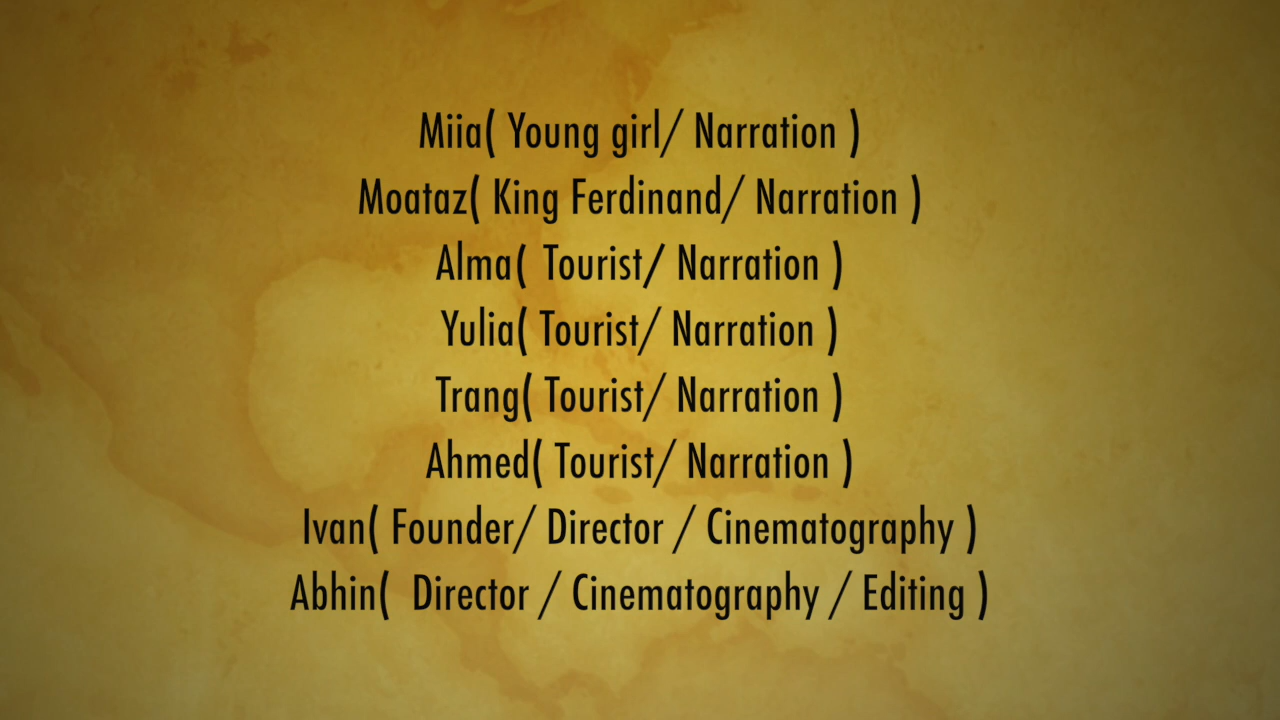 Miia( Young girl/ Narration )
Moataz( King Ferdinand/ Narration )
Alma( Tourist/ Narration )
Yulia( Tourist/ Narration )
Trang( Tourist/ Narration )
Ahmed( Tourist/ Narration )
Ivan( Founder/ Director / Cinematography )
Abhin( Director / Cinematography / Editing )